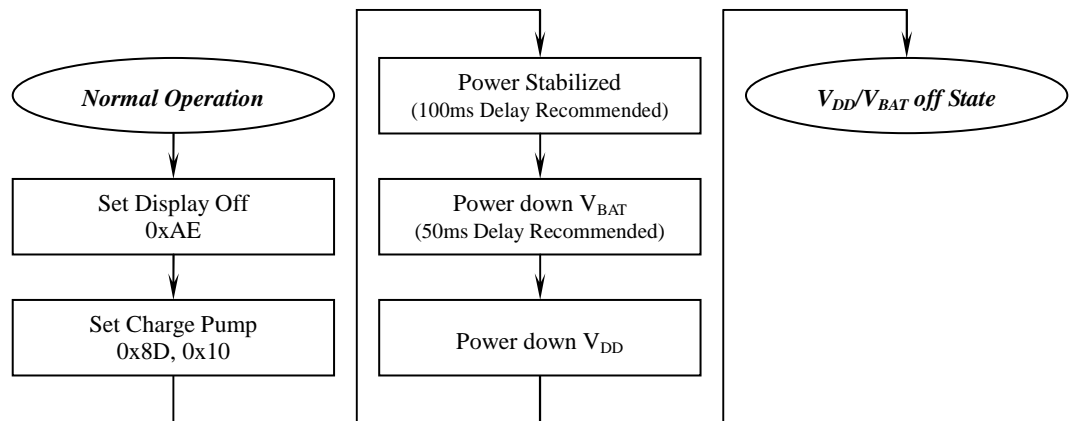 Normal Operation
Set Display Off
0xAE
Set Charge Pump
0x8D, 0x10
Power Stabilized
(100ms Delay Recommended)
Power down VBAT
(50ms Delay Recommended)
Power down VDD
VDD/VBAT off State